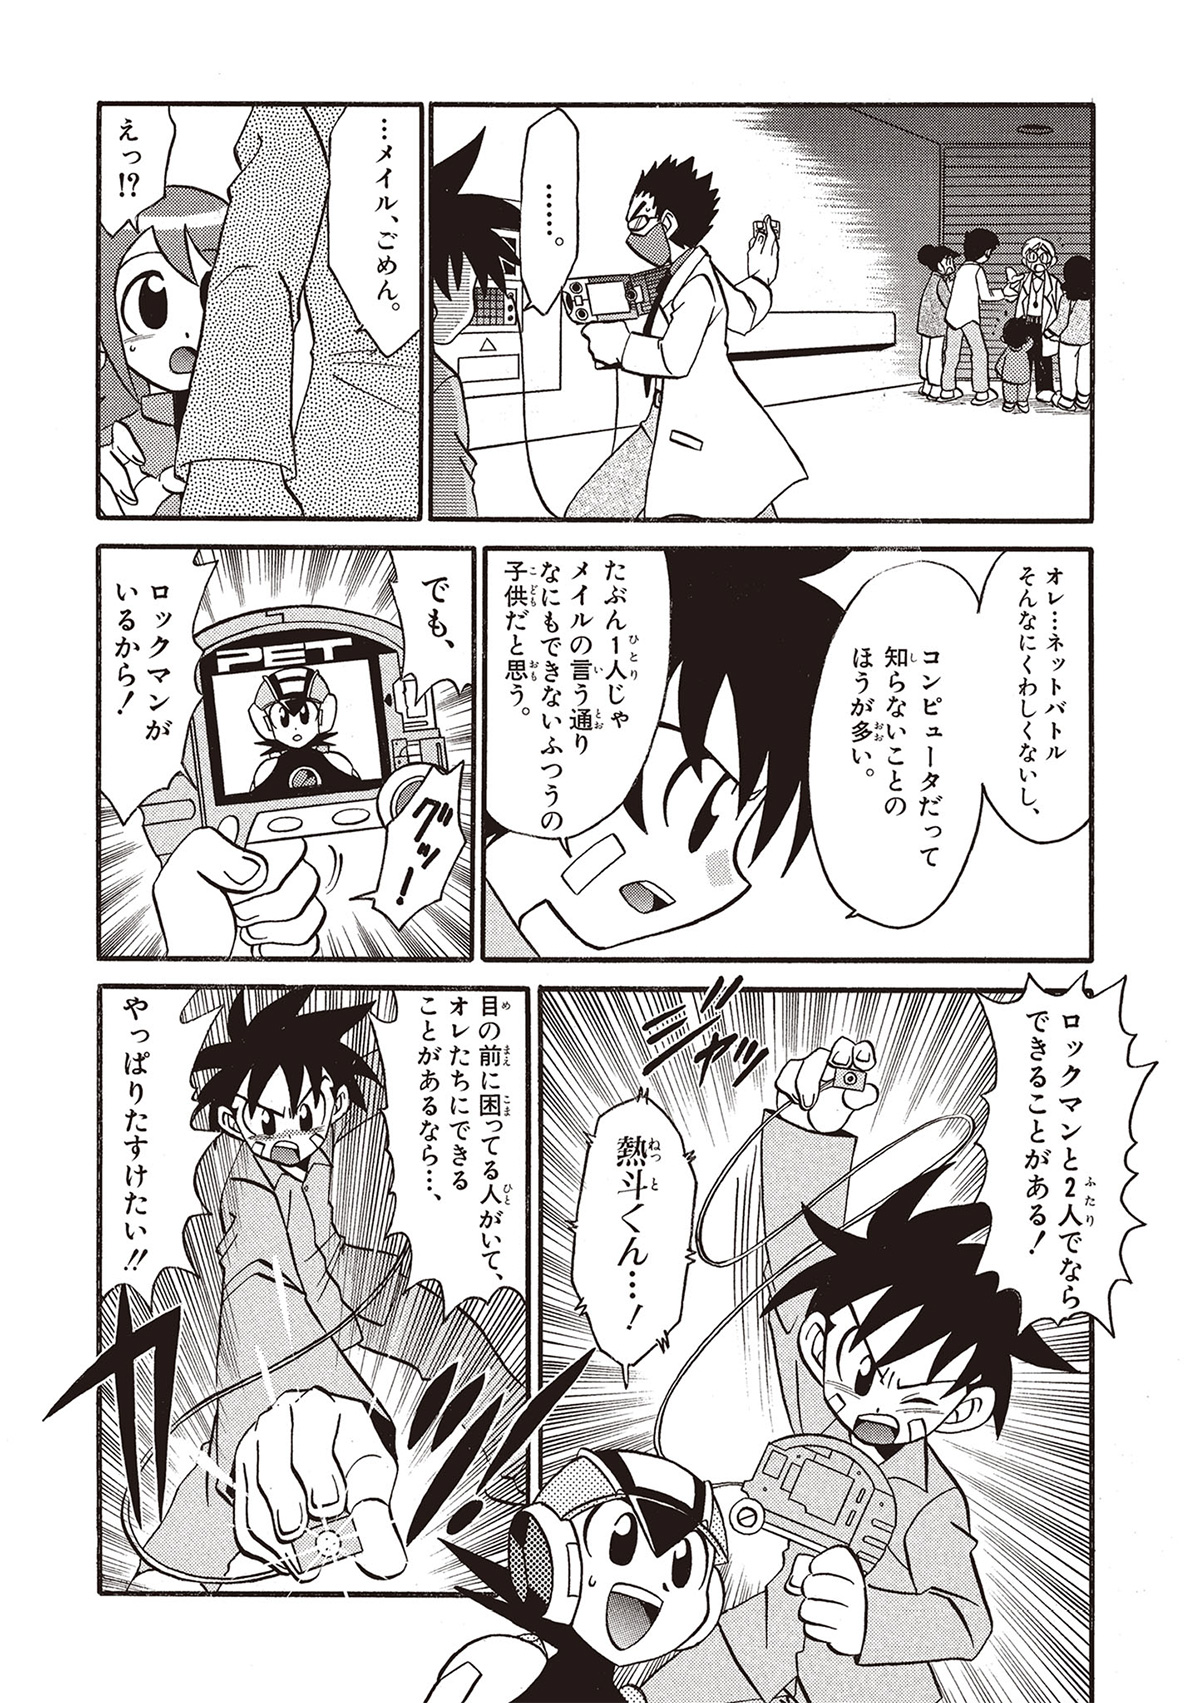 ……。
…メイル、ごめん。
えっ!?
オレ…ネットバトル
そんなにくわしくないし、
コンピュータだって
知らないことの
ほうが多い。
たぶん1人じゃ
メイルの言う通り
なにもできないふつうの
子供だと思う。
でも、
ロックマンが
いるから!
PET
グッ!
ロックマンと2人でなら
できることがある!
ジャッ
熱斗くん…!
目の前に困ってる人がいて、
オレたちにできる
ことがあるなら…、
やっぱりたすけたい!!
カッ!